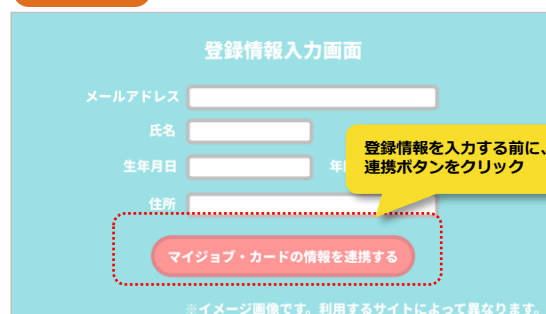 登録情報入力画面
メールアドレス
氏名
生年月日
登録情報を入力する前に、
連携ボタンをクリック
住所
マイジョブ・カードの情報を連携する
※イメージ画像です。利用するサイトによって異なります。